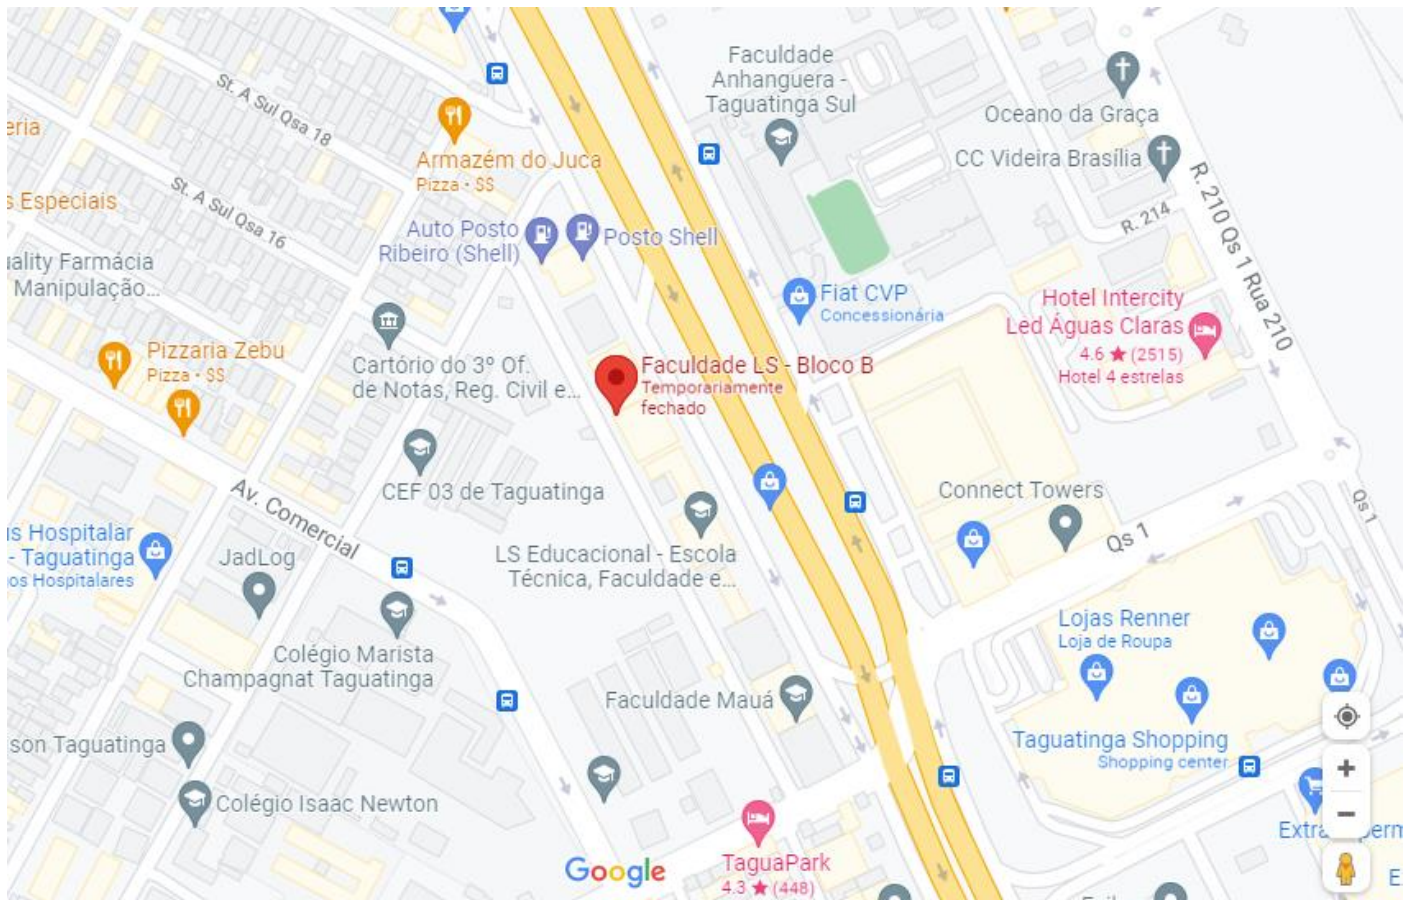 Faculdade
Anhanguera -
Taguatinga Sul
Oceano da Graça
CC Videira Brasília
St. A Sul Qsa 18
eria
Armazém do Juca
Pizza • $$
St. A Sul Qsa 16
s Especiais
R. 214
R. 210 Qs 1 Rua 210
Auto Posto
Ribeiro (Shell)
Posto Shell
uality Farmácia
Manipulação...
Fiat CVP
Concessionária
Hotel Intercity
Led Águas Claras
4.6 ★ (2515)
Hotel 4 estrelas
Pizzaria Zebu
Pizza • $$
Cartório do 3º Of.
de Notas, Reg. Civil e...
Faculdade LS - Bloco B
Temporariamente
fechado
CEF 03 de Taguatinga
Connect Towers
Av. Comercial
Qs 1
Qs 1
is Hospitalar
- Taguatinga
os Hospitalares
JadLog
LS Educacional - Escola
Técnica, Faculdade e...
Colégio Marista
Champagnat Taguatinga
Lojas Renner
Loja de Roupa
Faculdade Mauá
son Taguatinga
Taguatinga Shopping
Shopping center
Colégio Isaac Newton
Google
TaguaPark
4.3 ★ (448)
E